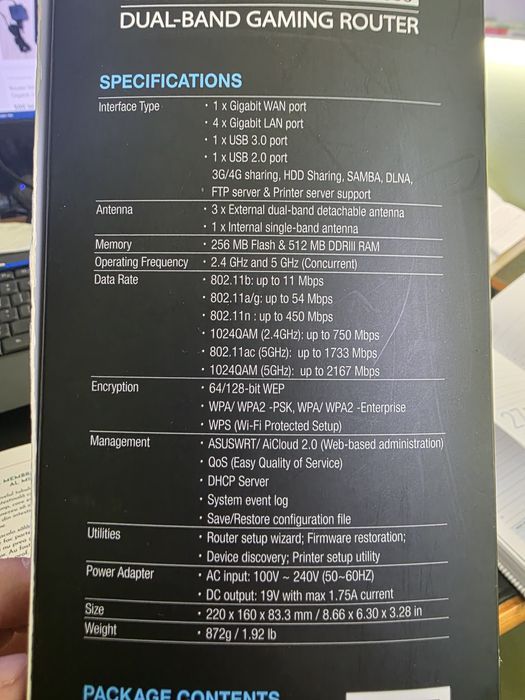 DUAL-BAND GAMING ROUTER
SPECIFICATIONS
Interface Type • 1 x Gigabit WAN port
• 4 x Gigabit LAN port
• 1 x USB 3.0 port
• 1 x USB 2.0 port
3G/4G sharing, HDD Sharing, SAMBA, DLNA,
FTP server & Printer server support
Antenna • 3 x External dual-band detachable antenna
• 1 x Internal single-band antenna
Memory • 256 MB Flash & 512 MB DDRIII RAM
Operating Frequency • 2.4 GHz and 5 GHz (Concurrent)
Data Rate • 802.11b: up to 11 Mbps
• 802.11a/g: up to 54 Mbps
• 802.11n : up to 450 Mbps
• 1024QAM (2.4GHz): up to 750 Mbps
• 802.11ac (5GHz): up to 1733 Mbps
• 1024QAM (5GHz): up to 2167 Mbps
Encryption • 64/128-bit WEP
• WPA/ WPA2 -PSK, WPA/ WPA2 -Enterprise
• WPS (Wi-Fi Protected Setup)
Management • ASUSWRT/ AiCloud 2.0 (Web-based administration)
• QoS (Easy Quality of Service)
• DHCP Server
• System event log
• Save/Restore configuration file
Utilities • Router setup wizard; Firmware restoration;
• Device discovery; Printer setup utility
Power Adapter • AC input: 100V ~ 240V (50~60HZ)
• DC output: 19V with max 1.75A current
Size • 220 x 160 x 83.3 mm / 8.66 x 6.30 x 3.28 in
Weight • 872g / 1.92 lb
PACKAGE CONTENTS